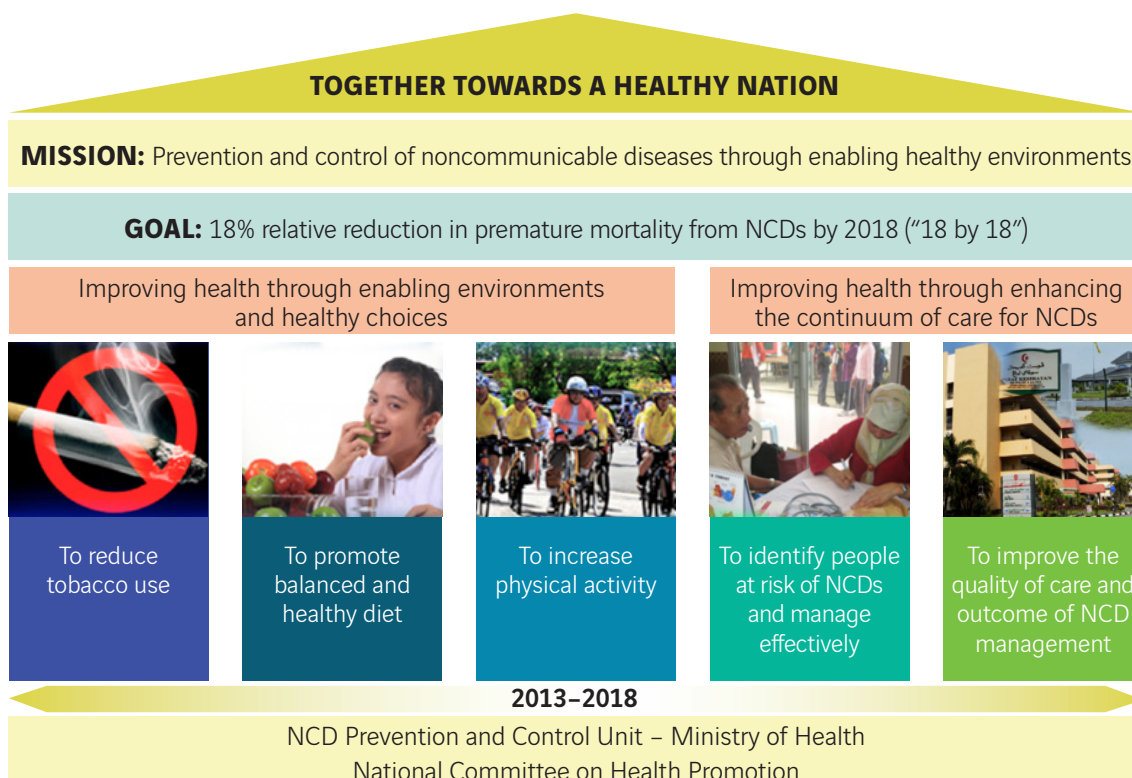 TOGETHER TOWARDS A HEALTHY NATION
MISSION: Prevention and control of noncommunicable diseases through enabling healthy environments
GOAL: 18% relative reduction in premature mortality from NCDs by 2018 (“18 by 18”)
Improving health through enabling environments
and healthy choices
Improving health through enhancing
the continuum of care for NCDs
To reduce
tobacco use
To promote
balanced and
healthy diet
To increase
physical activity
To identify people
at risk of NCDs
and manage
effectively
To improve the
quality of care and
outcome of NCD
management
2013–2018
NCD Prevention and Control Unit – Ministry of Health
National Committee on Health Promotion